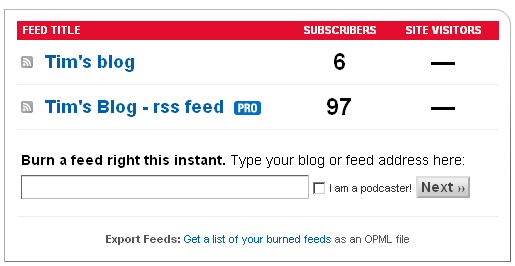 FEED TITLE SUBSCRIBERS SITE VISITORS
Tim's blog 6 —
Tim's Blog - rss feed PRO 97 —
Burn a feed right this instant. Type your blog or feed address here:
I am a podcaster! Next ››
Export Feeds: Get a list of your burned feeds as an OPML file